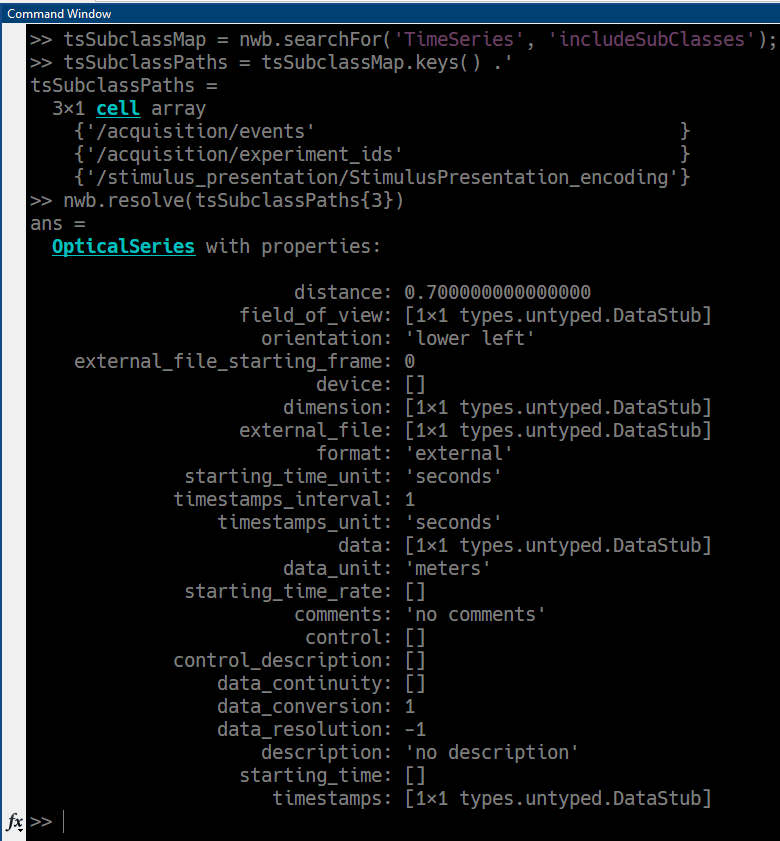 Command Window
>> tsSubclassMap = nwb.searchFor('TimeSeries', 'includeSubClasses');
>> tsSubclassPaths = tsSubclassMap.keys() .'
tsSubclassPaths =
3×1 cell array
{'/acquisition/events' }
{'/acquisition/experiment_ids' }
{'/stimulus_presentation/StimulusPresentation_encoding'}
>> nwb.resolve(tsSubclassPaths{3})
ans =
OpticalSeries with properties:
distance: 0.700000000000000
field_of_view: [1×1 types.untyped.DataStub]
orientation: 'lower left'
external_file_starting_frame: 0
device: []
dimension: [1×1 types.untyped.DataStub]
external_file: [1×1 types.untyped.DataStub]
format: 'external'
starting_time_unit: 'seconds'
timestamps_interval: 1
timestamps_unit: 'seconds'
data: [1×1 types.untyped.DataStub]
data_unit: 'meters'
starting_time_rate: []
comments: 'no comments'
control: []
control_description: []
data_continuity: []
data_conversion: 1
data_resolution: -1
description: 'no description'
starting_time: []
timestamps: [1×1 types.untyped.DataStub]
fx >>